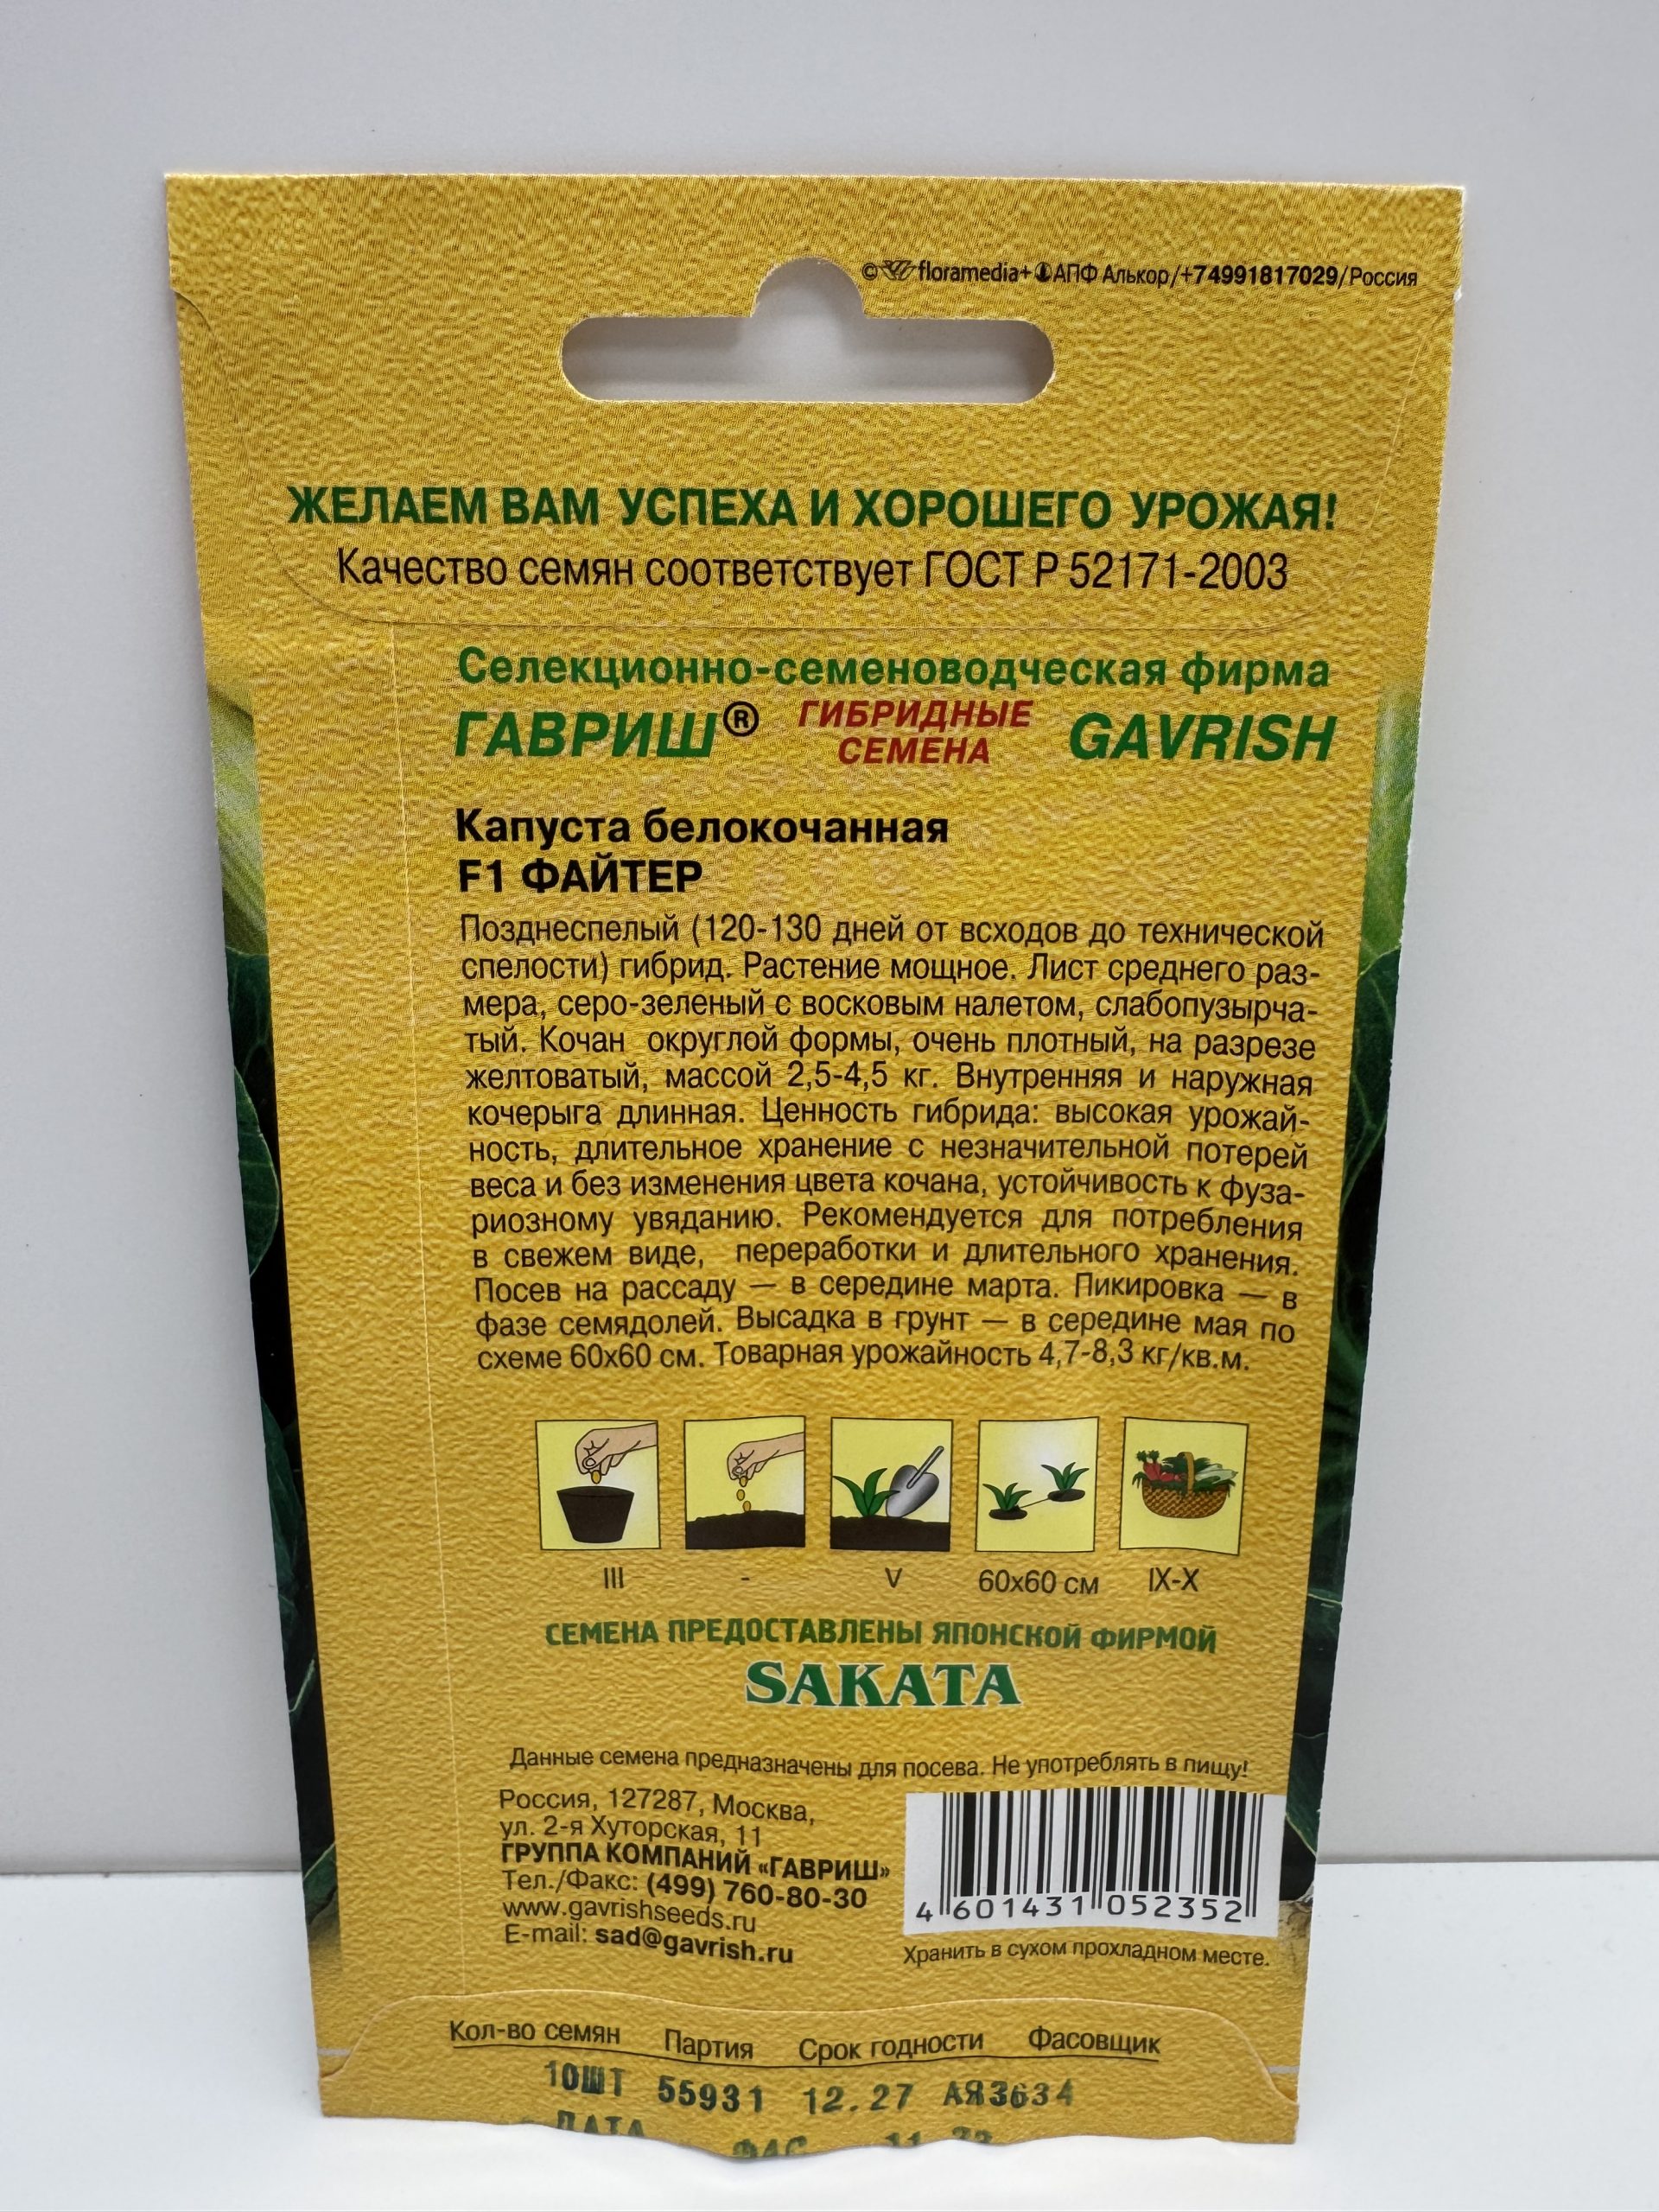 © floramedia+ АПФ Алькор/+74991817029/Россия
ЖЕЛАЕМ ВАМ УСПЕХА И ХОРОШЕГО УРОЖАЯ!
Качество семян соответствует ГОСТ Р 52171-2003
Селекционно-семеноводческая фирма
ГАВРИШ® ГИБРИДНЫЕ СЕМЕНА GAVRISH
Капуста белокочанная
F1 ФАЙТЕР
Позднеспелый (120-130 дней от всходов до технической
спелости) гибрид. Растение мощное. Лист среднего раз-
мера, серо-зеленый с восковым налетом, слабопузырча-
тый. Кочан округлой формы, очень плотный, на разрезе
желтоватый, массой 2,5-4,5 кг. Внутренняя и наружная
кочерыга длинная. Ценность гибрида: высокая урожай-
ность, длительное хранение с незначительной потерей
веса и без изменения цвета кочана, устойчивость к фуза-
риозному увяданию. Рекомендуется для потребления
в свежем виде, переработки и длительного хранения.
Посев на рассаду — в середине марта. Пикировка — в
фазе семядолей. Высадка в грунт — в середине мая по
схеме 60х60 см. Товарная урожайность 4,7-8,3 кг/кв.м.
III - V 60х60 см IX-X
СЕМЕНА ПРЕДОСТАВЛЕНЫ ЯПОНСКОЙ ФИРМОЙ
SAKATA
Данные семена предназначены для посева. Не употреблять в пищу!
Россия, 127287, Москва,
ул. 2-я Хуторская, 11
ГРУППА КОМПАНИЙ «ГАВРИШ»
Тел./Факс: (499) 760-80-30
www.gavrishseeds.ru
E-mail: sad@gavrish.ru
4 601431 052352
Хранить в сухом прохладном месте.
Кол-во семян Партия Срок годности Фасовщик
10ШТ 55931 12.27 АЯ3634
ДАТА ФАС